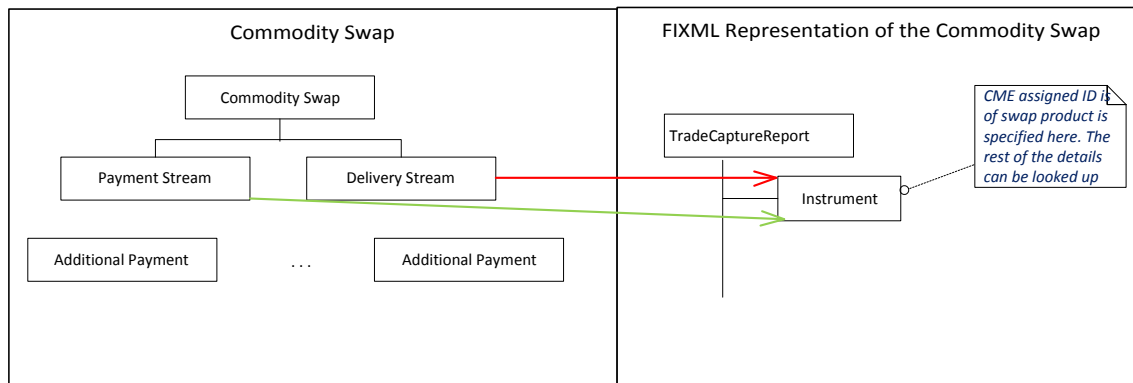 Commodity Swap
Commodity Swap
Payment Stream
Delivery Stream
Additional Payment
. . .
Additional Payment
FIXML Representation of the Commodity Swap
TradeCaptureReport
Instrument
CME assigned ID is
of swap product is
specified here. The
rest of the details
can be looked up